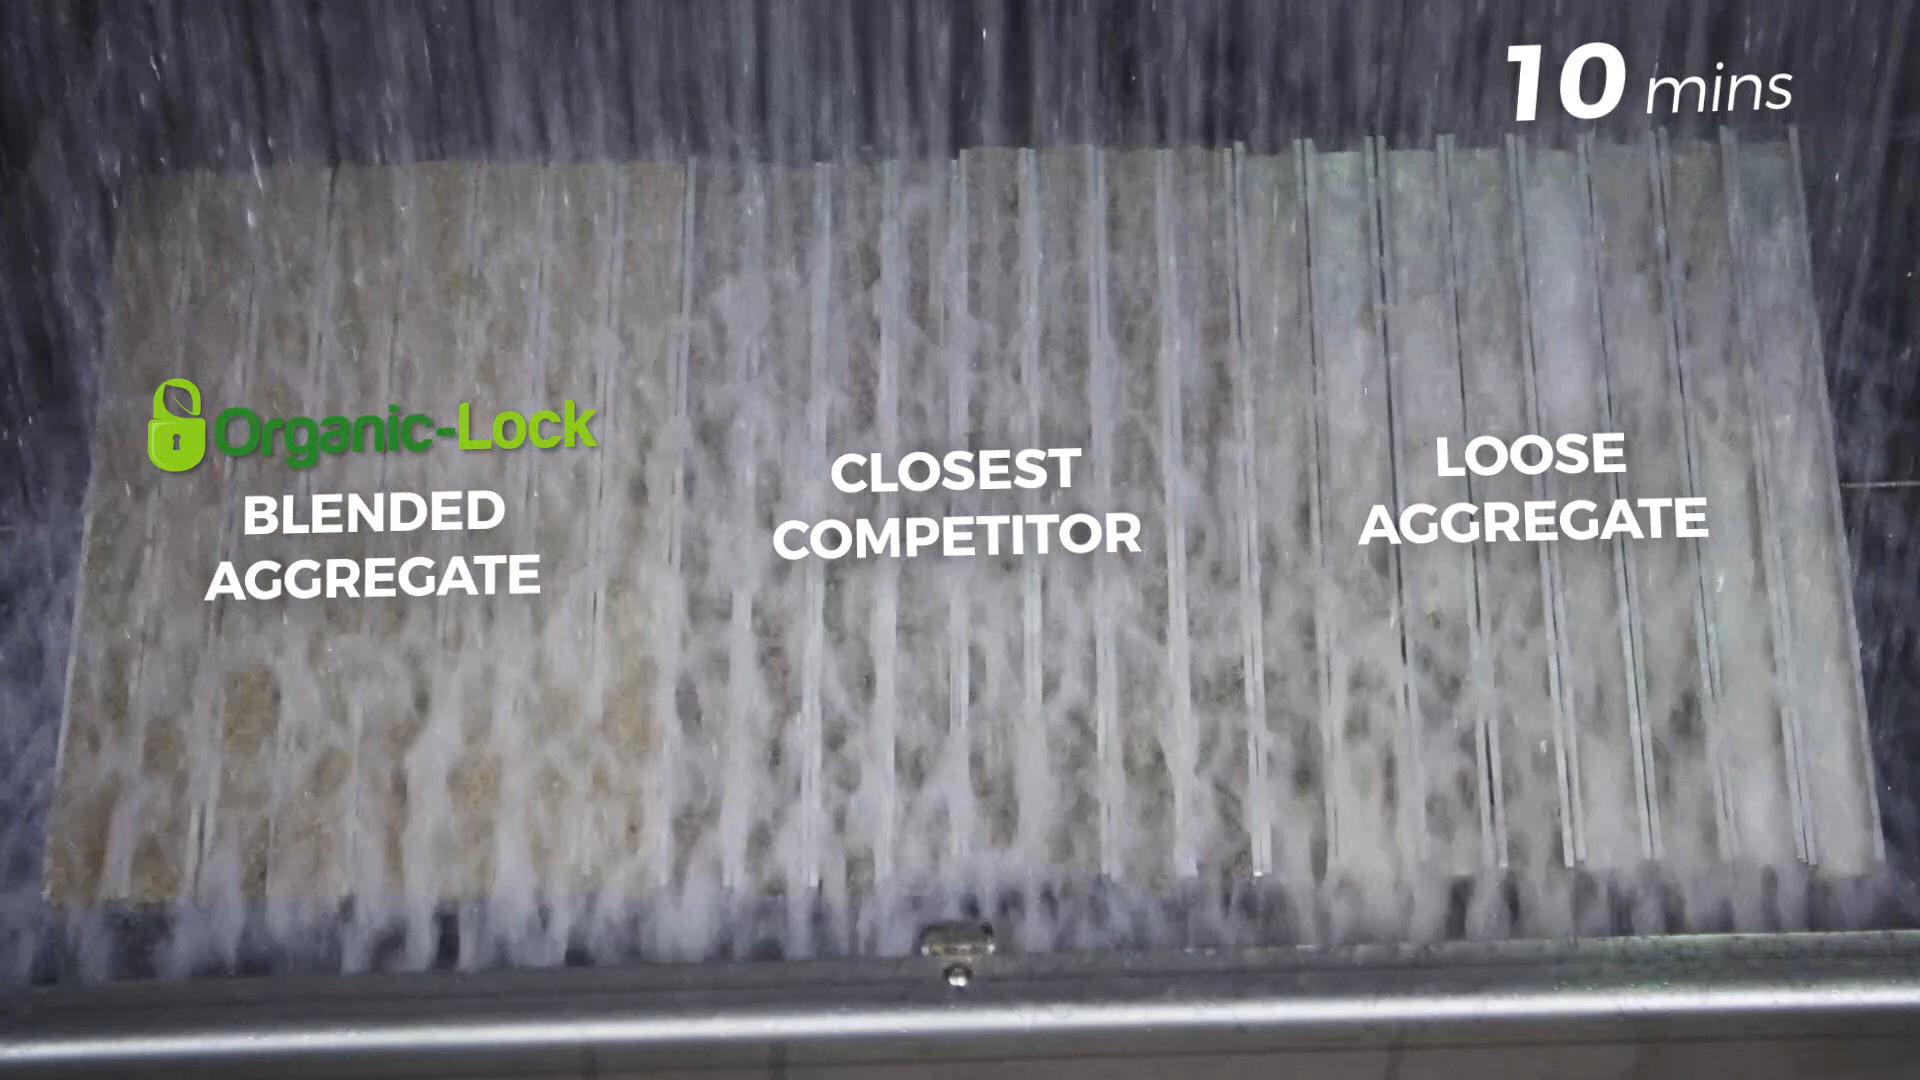 10 mins
Organic-Lock
BLENDED
AGGREGATE
CLOSEST
COMPETITOR
LOOSE
AGGREGATE